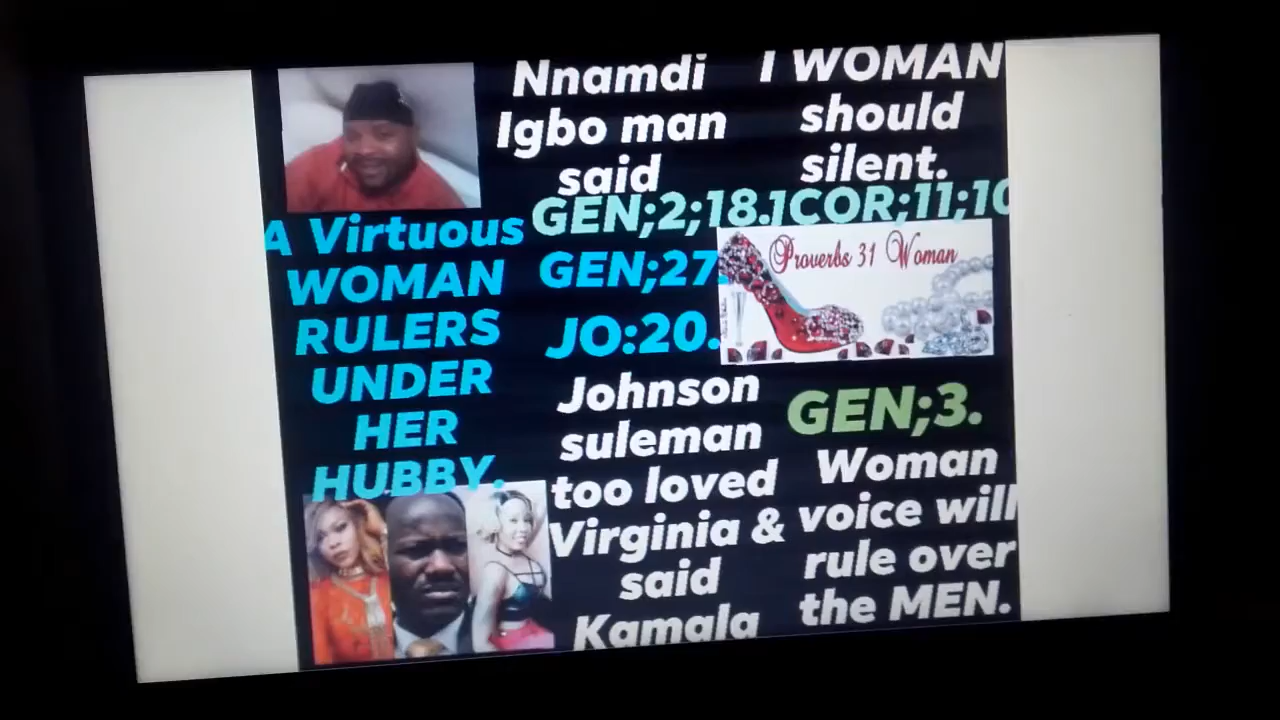 Nnamdi
Igbo man
said
I WOMAN
should
silent.
GEN;2;18.1COR;11;10
A Virtuous
WOMAN
RULERS
UNDER
HER
HUBBY.
GEN;27.
JO:20.
Proverbs 31 Woman
Johnson
suleman
too loved
Virginia &
said
Kamala
GEN;3.
Woman
voice will
rule over
the MEN.